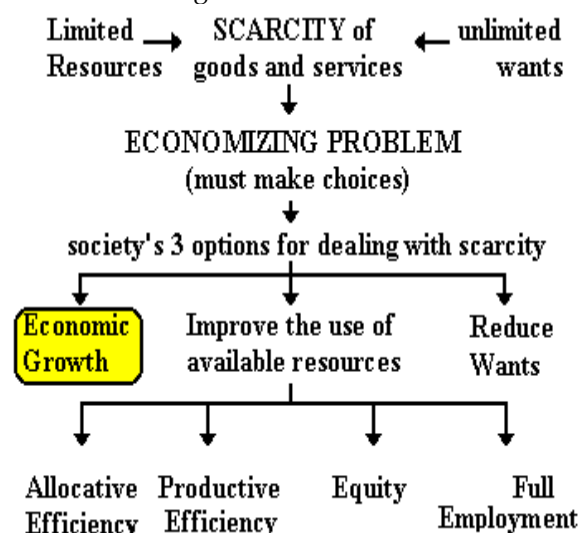 Limited
Resources
SCARCITY of
goods and services
unlimited
wants
ECONOMIZING PROBLEM
(must make choices)
society's 3 options for dealing with scarcity
Economic
Growth
Improve the use of
available resources
Reduce
Wants
Allocative
Efficiency
Productive
Efficiency
Equity
Full
Employment